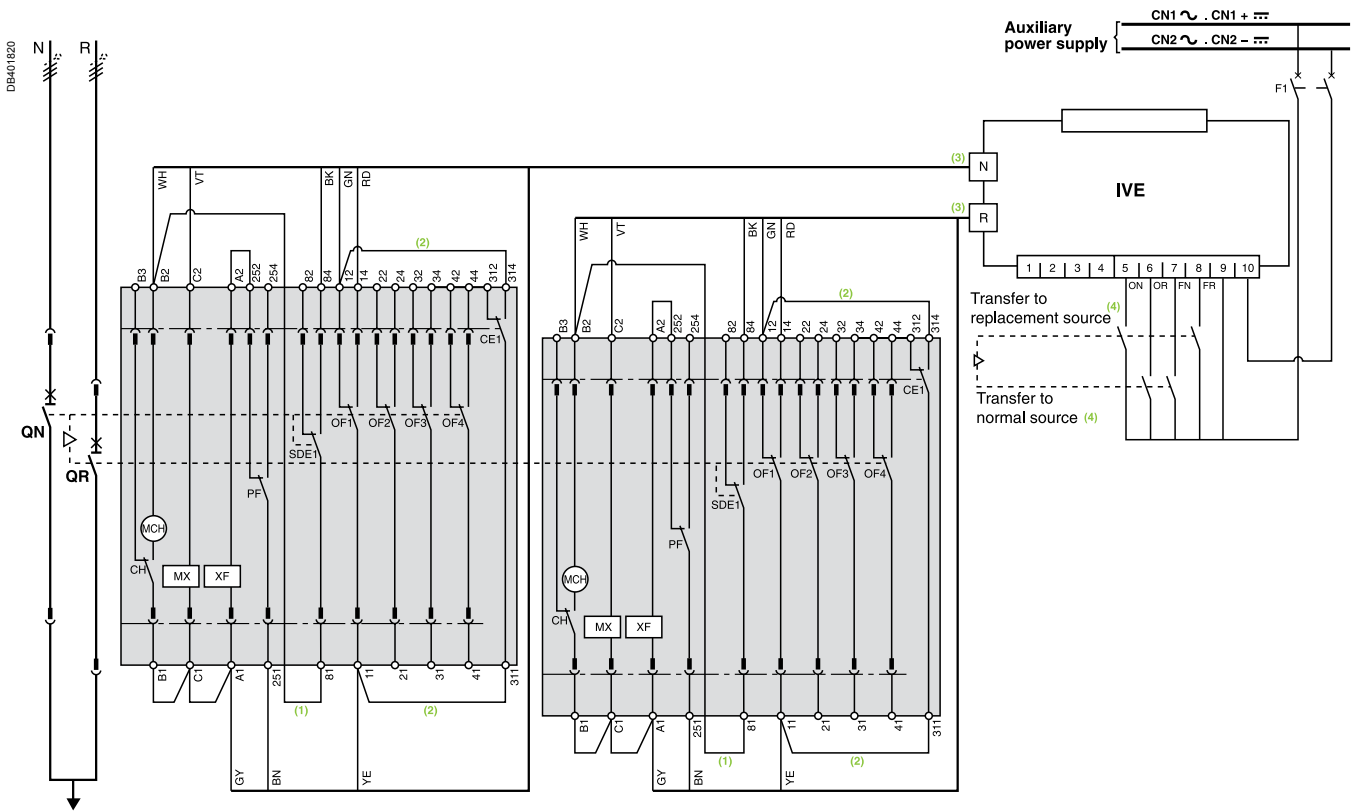 DB401820
N
R
QN
QR
Auxiliary
power supply
CN1 ~ . CN1 +
CN2 ~ . CN2 –
F1
(3)
N
(3)
R
IVE
1 2 3 4 5 6 7 8 9 10
ON OR FN FR
Transfer to
replacement source (4)
Transfer to
normal source (4)
WH VT BK GN RD
(2)
B3 B2 C2 A2 252 254 82 84 12 14 22 24 32 34 42 44 312 314
CE1
OF1 OF2 OF3 OF4
SDE1
PF
MCH
CH
MX XF
B1 C1 A1 251 81 11 21 31 41 311
(1) (2)
GY BN YE
WH VT BK GN RD
(2)
B3 B2 C2 A2 252 254 82 84 12 14 22 24 32 34 42 44 312 314
CE1
OF1 OF2 OF3 OF4
SDE1
PF
MCH
CH
MX XF
B1 C1 A1 251 81 11 21 31 41 311
(1) (2)
GY BN YE